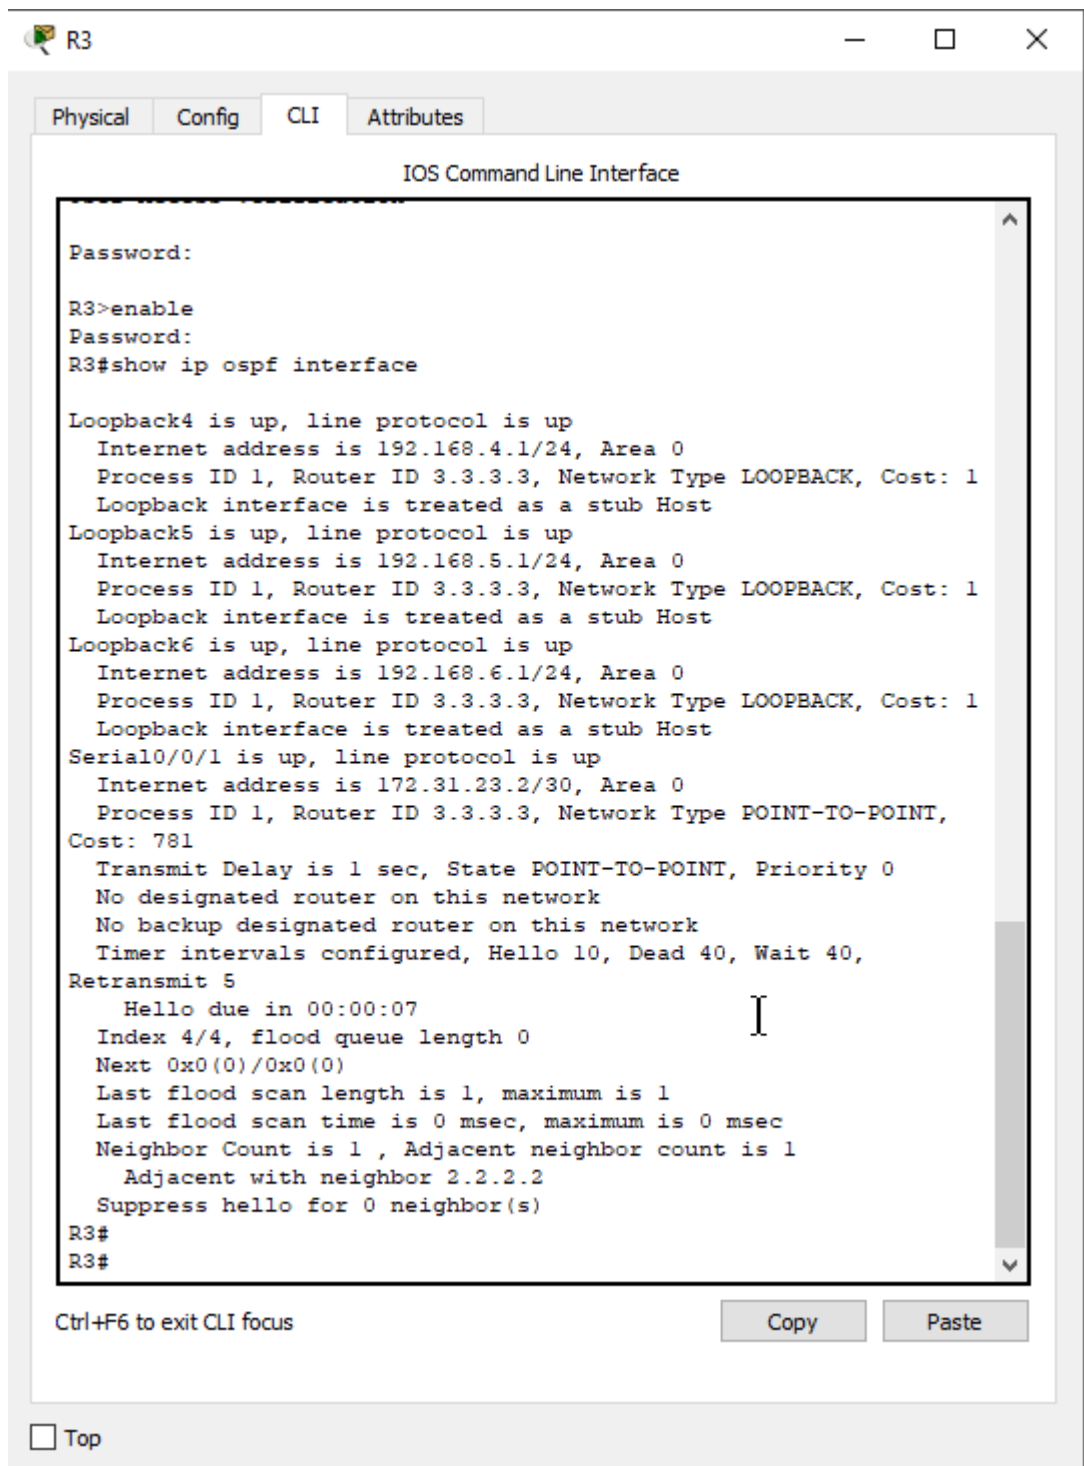 R3
Physical Config CLI Attributes
IOS Command Line Interface
Password:
R3>enable
Password:
R3#show ip ospf interface
Loopback4 is up, line protocol is up
Internet address is 192.168.4.1/24, Area 0
Process ID 1, Router ID 3.3.3.3, Network Type LOOPBACK, Cost: 1
Loopback interface is treated as a stub Host
Loopback5 is up, line protocol is up
Internet address is 192.168.5.1/24, Area 0
Process ID 1, Router ID 3.3.3.3, Network Type LOOPBACK, Cost: 1
Loopback interface is treated as a stub Host
Loopback6 is up, line protocol is up
Internet address is 192.168.6.1/24, Area 0
Process ID 1, Router ID 3.3.3.3, Network Type LOOPBACK, Cost: 1
Loopback interface is treated as a stub Host
Serial0/0/1 is up, line protocol is up
Internet address is 172.31.23.2/30, Area 0
Process ID 1, Router ID 3.3.3.3, Network Type POINT-TO-POINT,
Cost: 781
Transmit Delay is 1 sec, State POINT-TO-POINT, Priority 0
No designated router on this network
No backup designated router on this network
Timer intervals configured, Hello 10, Dead 40, Wait 40,
Retransmit 5
Hello due in 00:00:07
Index 4/4, flood queue length 0
Next 0x0(0)/0x0(0)
Last flood scan length is 1, maximum is 1
Last flood scan time is 0 msec, maximum is 0 msec
Neighbor Count is 1 , Adjacent neighbor count is 1
Adjacent with neighbor 2.2.2.2
Suppress hello for 0 neighbor(s)
R3#
R3#
Ctrl+F6 to exit CLI focus
Copy Paste
Top